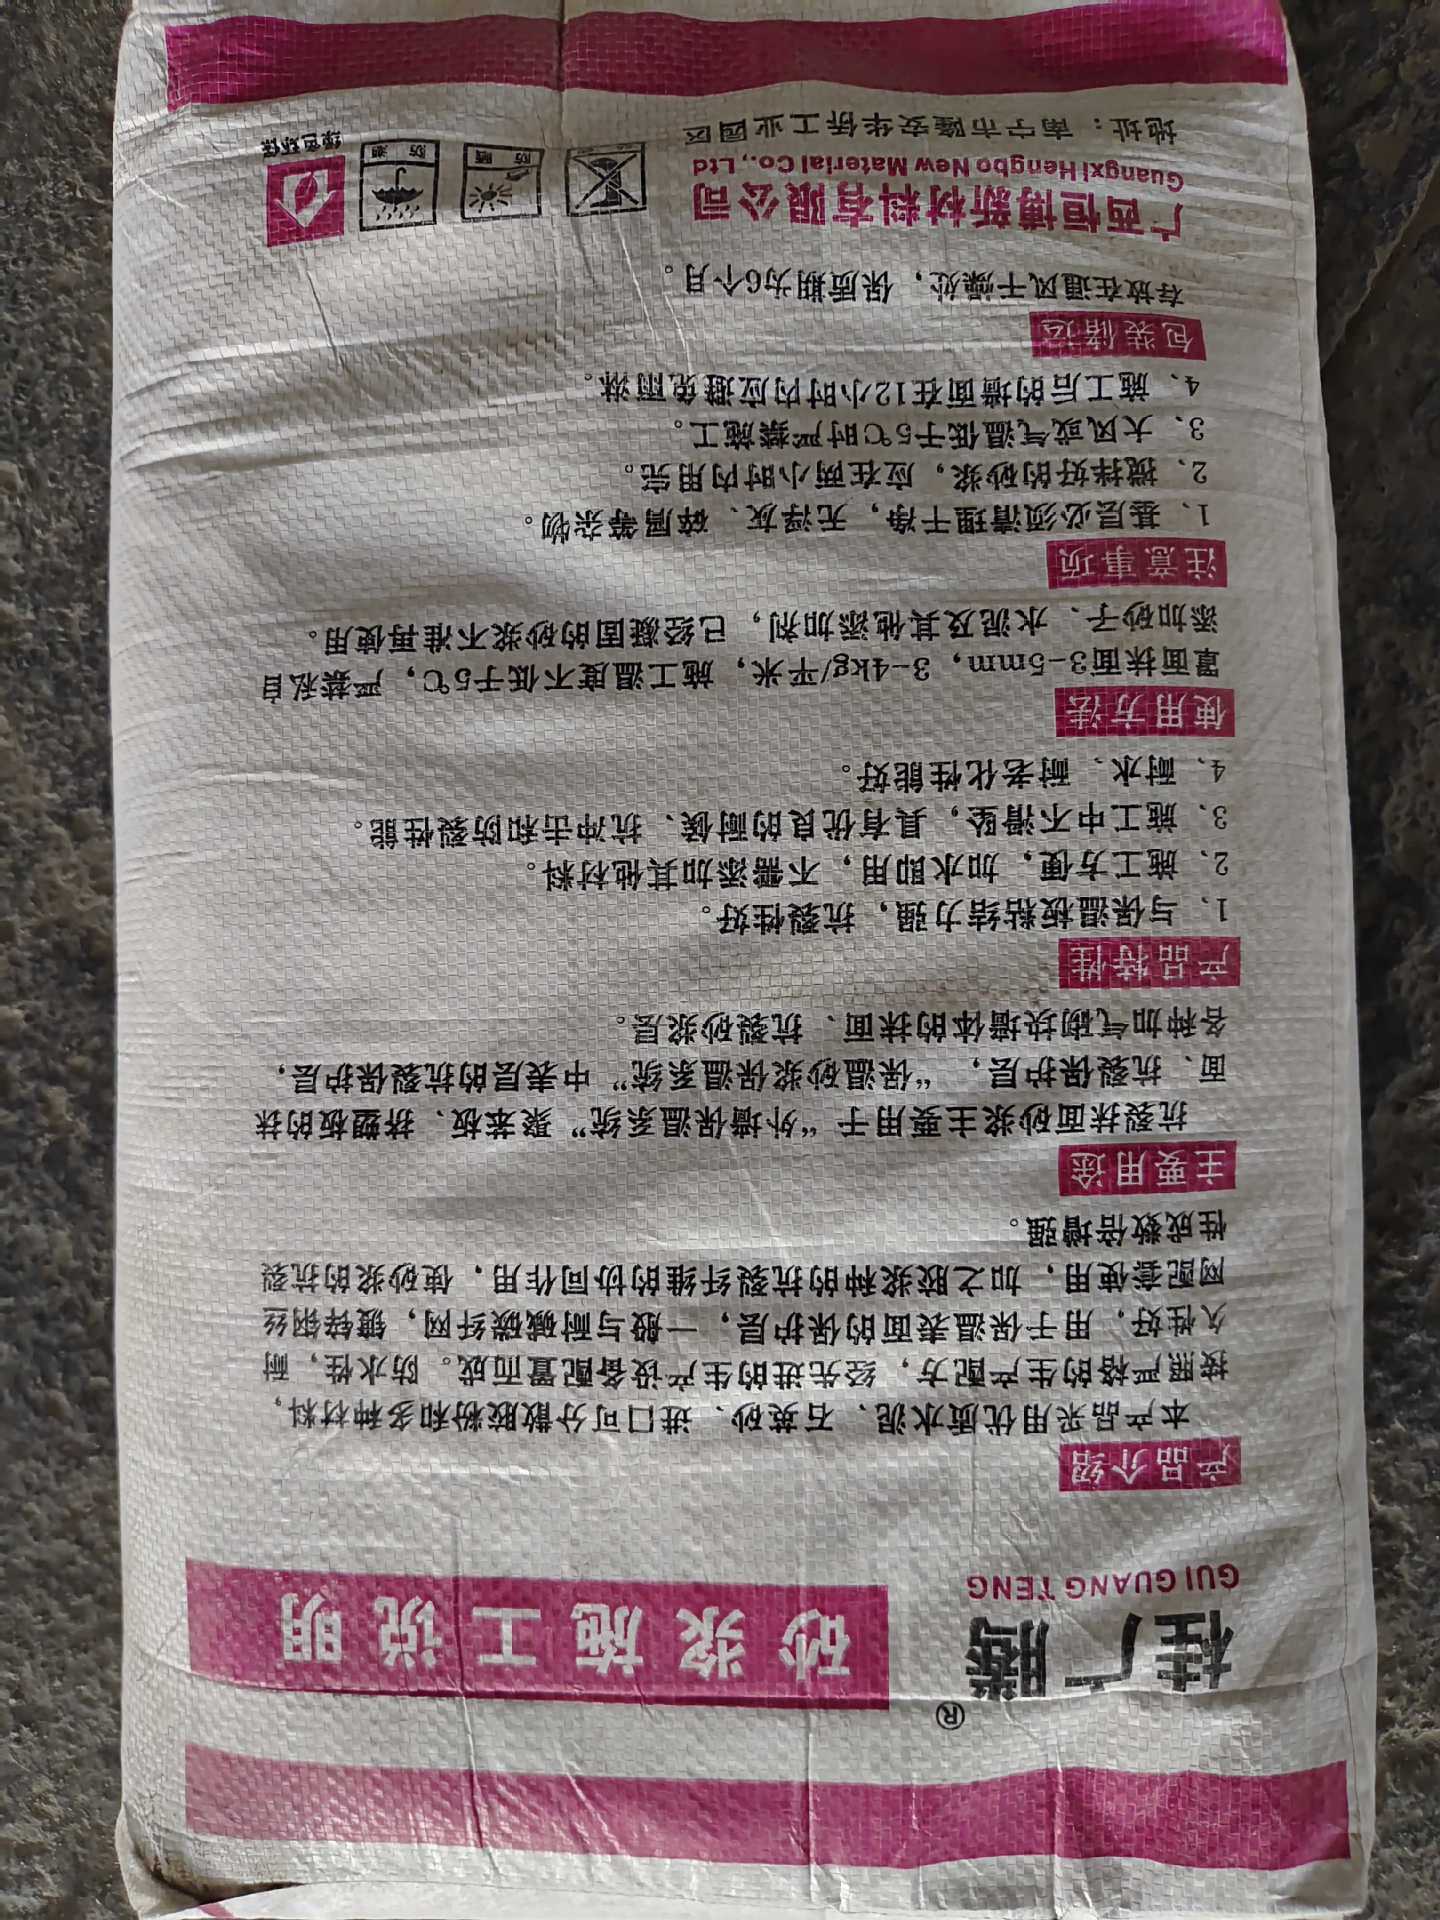 桂广腾®
GUI GUANG TENG
砂浆施工说明
产品介绍
本产品采用优质水泥、石英砂、进口可分散胶粉和多种材料，
按照严格的生产配方，经先进的生产设备配置而成。防水性，耐
久性好，用于保温表面的保护层，一般与耐碱碳纤网，镀锌钢丝
网配套使用，加之胶浆种的抗裂纤维的协同作用，使砂浆的抗裂
性成数倍增强。
主要用途
抗裂抹面砂浆主要用于“外墙保温系统”聚苯板、挤塑板的抹
面、抗裂保护层，“保温砂浆保温系统”中表层的抗裂保护层，
各种加气砌块墙体的抹面、抗裂砂浆层。
产品特性
1、与保温板粘结力强，抗裂性好。
2、施工方便，加水即用，不需添加其他材料。
3、施工中不滑坠，具有优良的耐候、抗冲击和防裂性能。
4、耐水、耐老化性能好。
使用方法
罩面抹面3-5mm，3-4kg/平米，施工温度不低于5℃，严禁私自
添加砂子、水泥及其他添加剂，已经凝固的砂浆不准再使用。
注意事项
1、基层必须清理干净，无浮灰、碎屑等杂物。
2、搅拌好的砂浆，应在两小时内用完。
3、大风或气温低于5℃时严禁施工。
4、施工后的墙面在12小时内应避免雨淋。
包装储运
存放在通风干燥处，保质期为6个月。
广西恒博新材料有限公司
Guangxi Hengbo New Material Co.,Ltd
地址：南宁市隆安华侨工业园区
防晒
防潮
绿色环保